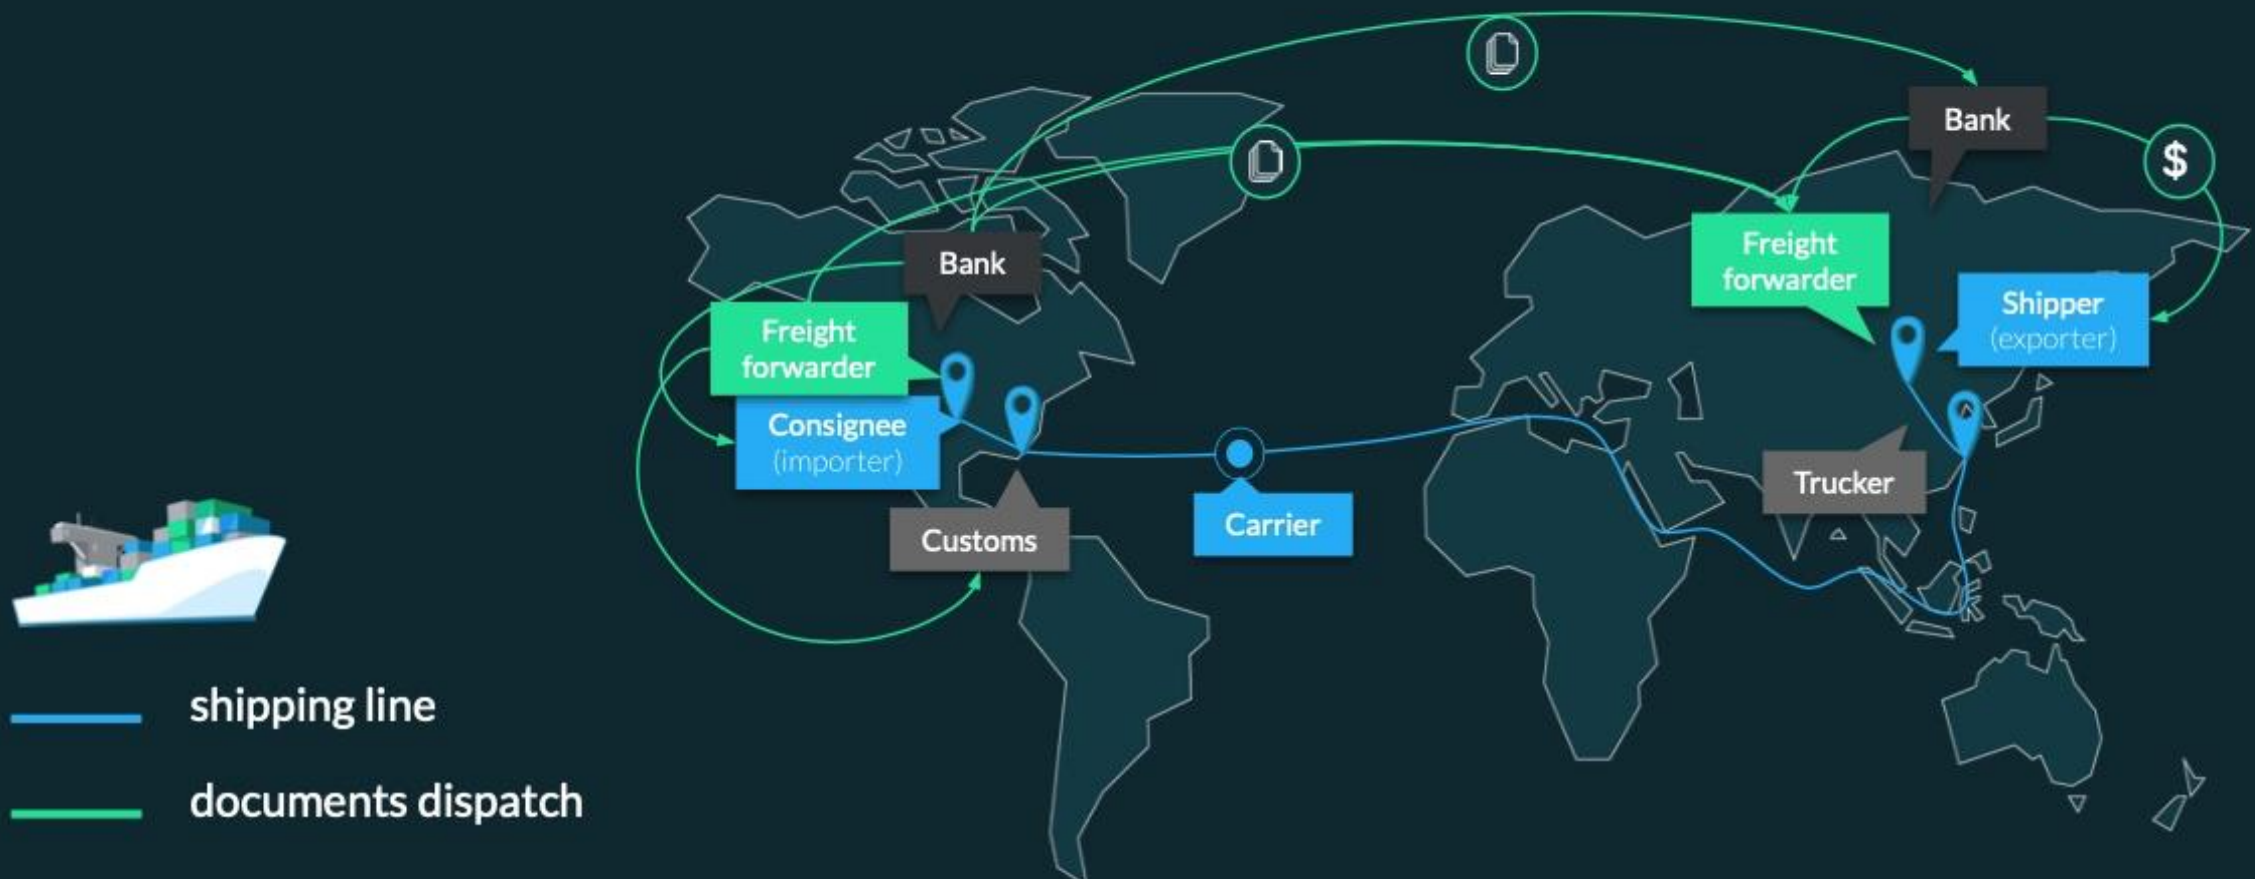 Bank
$
Bank
Freight
forwarder
Shipper
(exporter)
Freight
forwarder
Consignee
(importer)
Trucker
Customs
Carrier
shipping line
documents dispatch